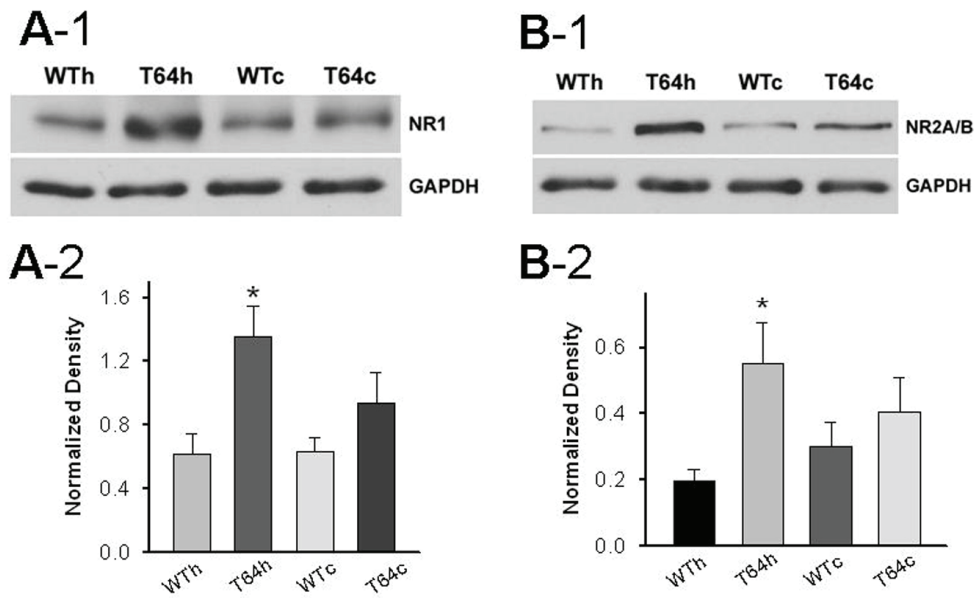 A-1
WTh T64h WTc T64c
NR1
GAPDH
A-2
Normalized Density
1.6
1.2
0.8
0.4
0.0
*
WTh T64h WTc T64c
B-1
WTh T64h WTc T64c
NR2A/B
GAPDH
B-2
Normalized Density
0.6
0.4
0.2
0.0
*
WTh T64h WTc T64c